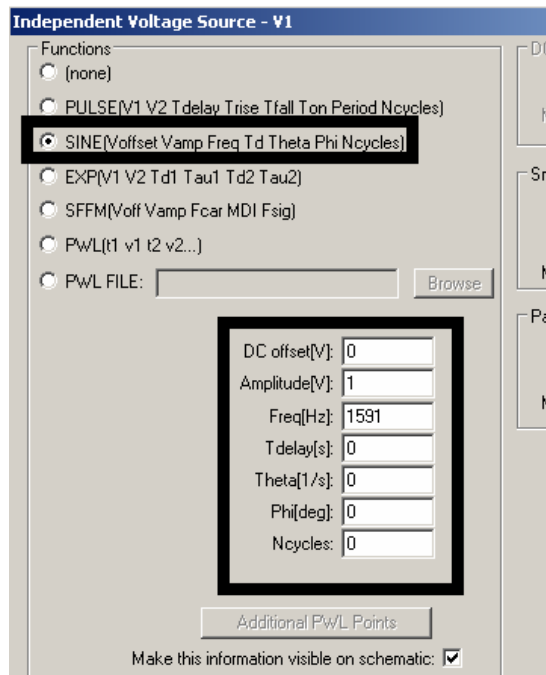 Independent Voltage Source - V1
Functions
(none)
PULSE(V1 V2 Tdelay Trise Tfall Ton Period Ncycles)
SINE(Voffset Vamp Freq Td Theta Phi Ncycles)
EXP(V1 V2 Td1 Tau1 Td2 Tau2)
SFFM(Voff Vamp Fcar MDI Fsig)
PWL(t1 v1 t2 v2...)
PWL FILE: Browse
DC offset[V]: 0
Amplitude[V]: 1
Freq[Hz]: 1591
Tdelay[s]: 0
Theta[1/s]: 0
Phi[deg]: 0
Ncycles: 0
Additional PWL Points
Make this information visible on schematic: